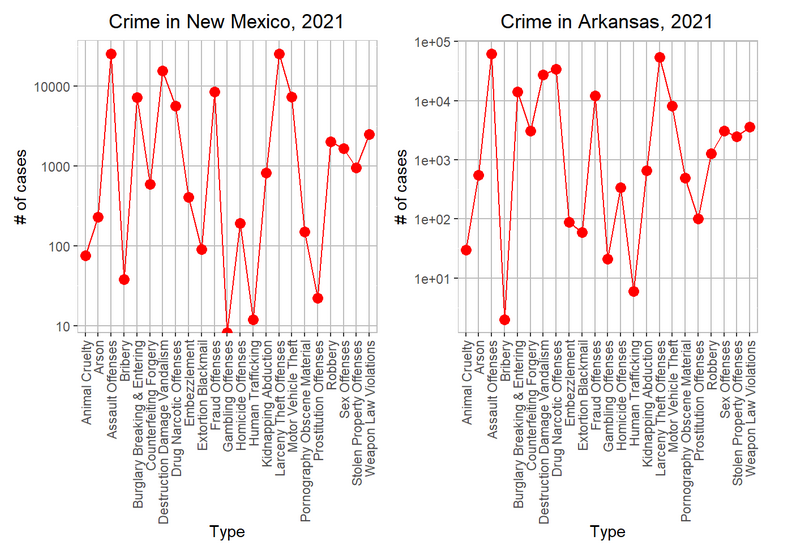 Crime in New Mexico, 2021
# of cases
10000
1000
100
10
Animal Cruelty
Arson
Assault Offenses
Bribery
Burglary Breaking & Entering
Counterfeiting Forgery
Destruction Damage Vandalism
Drug Narcotic Offenses
Embezzlement
Extortion Blackmail
Fraud Offenses
Gambling Offenses
Homicide Offenses
Human Trafficking
Kidnapping Abduction
Larceny Theft Offenses
Motor Vehicle Theft
Pornography Obscene Material
Prostitution Offenses
Robbery
Sex Offenses
Stolen Property Offenses
Weapon Law Violations
Type
Crime in Arkansas, 2021
# of cases
1e+05
1e+04
1e+03
1e+02
1e+01
Animal Cruelty
Arson
Assault Offenses
Bribery
Burglary Breaking & Entering
Counterfeiting Forgery
Destruction Damage Vandalism
Drug Narcotic Offenses
Embezzlement
Extortion Blackmail
Fraud Offenses
Gambling Offenses
Homicide Offenses
Human Trafficking
Kidnapping Abduction
Larceny Theft Offenses
Motor Vehicle Theft
Pornography Obscene Material
Prostitution Offenses
Robbery
Sex Offenses
Stolen Property Offenses
Weapon Law Violations
Type